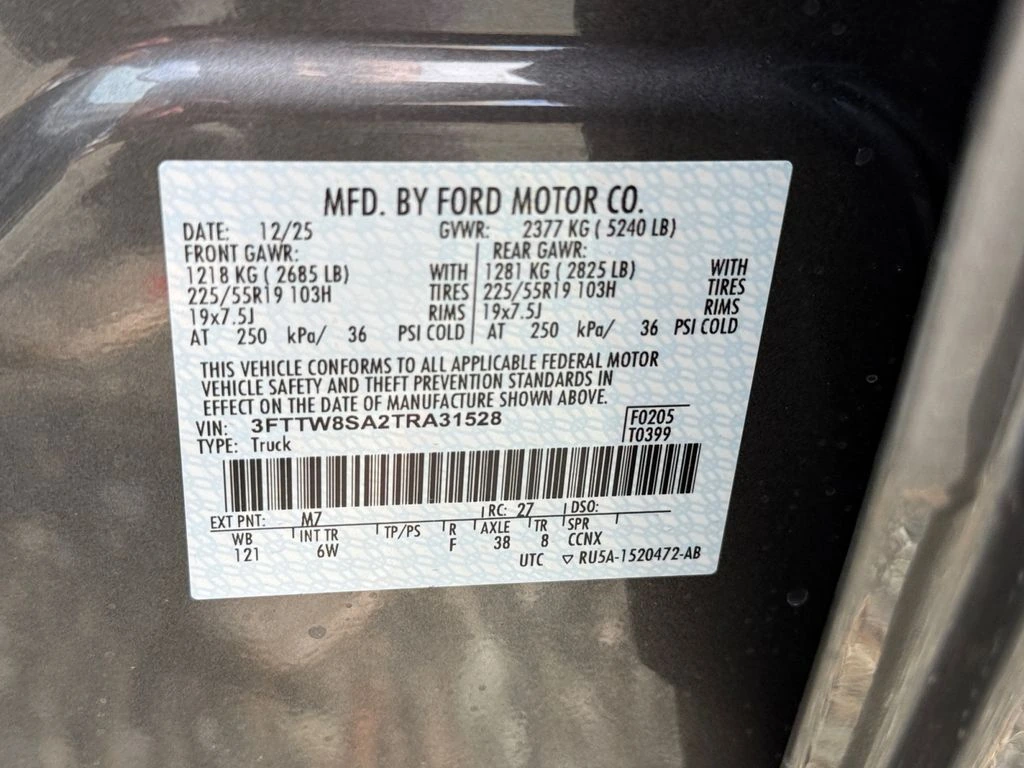 MFD. BY FORD MOTOR CO.
DATE: 12/25 GVWR: 2377 KG ( 5240 LB)
FRONT GAWR: REAR GAWR:
1218 KG ( 2685 LB) WITH 1281 KG ( 2825 LB) WITH
225/55R19 103H TIRES 225/55R19 103H TIRES
19x7.5J RIMS 19x7.5J RIMS
AT 250 kPa/ 36 PSI COLD AT 250 kPa/ 36 PSI COLD
THIS VEHICLE CONFORMS TO ALL APPLICABLE FEDERAL MOTOR
VEHICLE SAFETY AND THEFT PREVENTION STANDARDS IN
EFFECT ON THE DATE OF MANUFACTURE SHOWN ABOVE.
VIN: 3FTTW8SA2TRA31528 F0205
TYPE: Truck T0399
EXT PNT: M7 RC: 27 DSO:
WB INT TR TP/PS R AXLE TR SPR
121 6W F 38 8 CCNX
UTC ▽ RU5A-1520472-AB